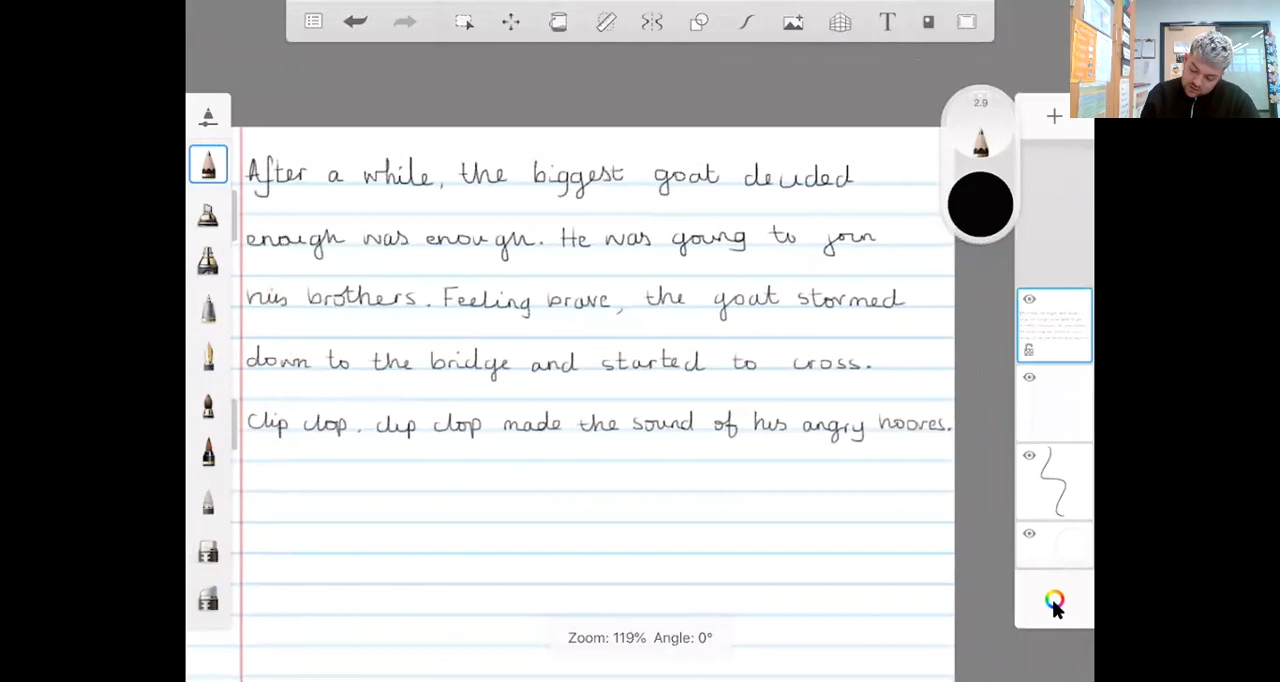 2.9
After a while, the biggest goat decided
enough was enough. He was going to join
his brothers. Feeling brave, the goat stormed
down to the bridge and started to cross.
Clip clop, clip clop made the sound of his angry hooves.
Zoom: 119% Angle: 0°